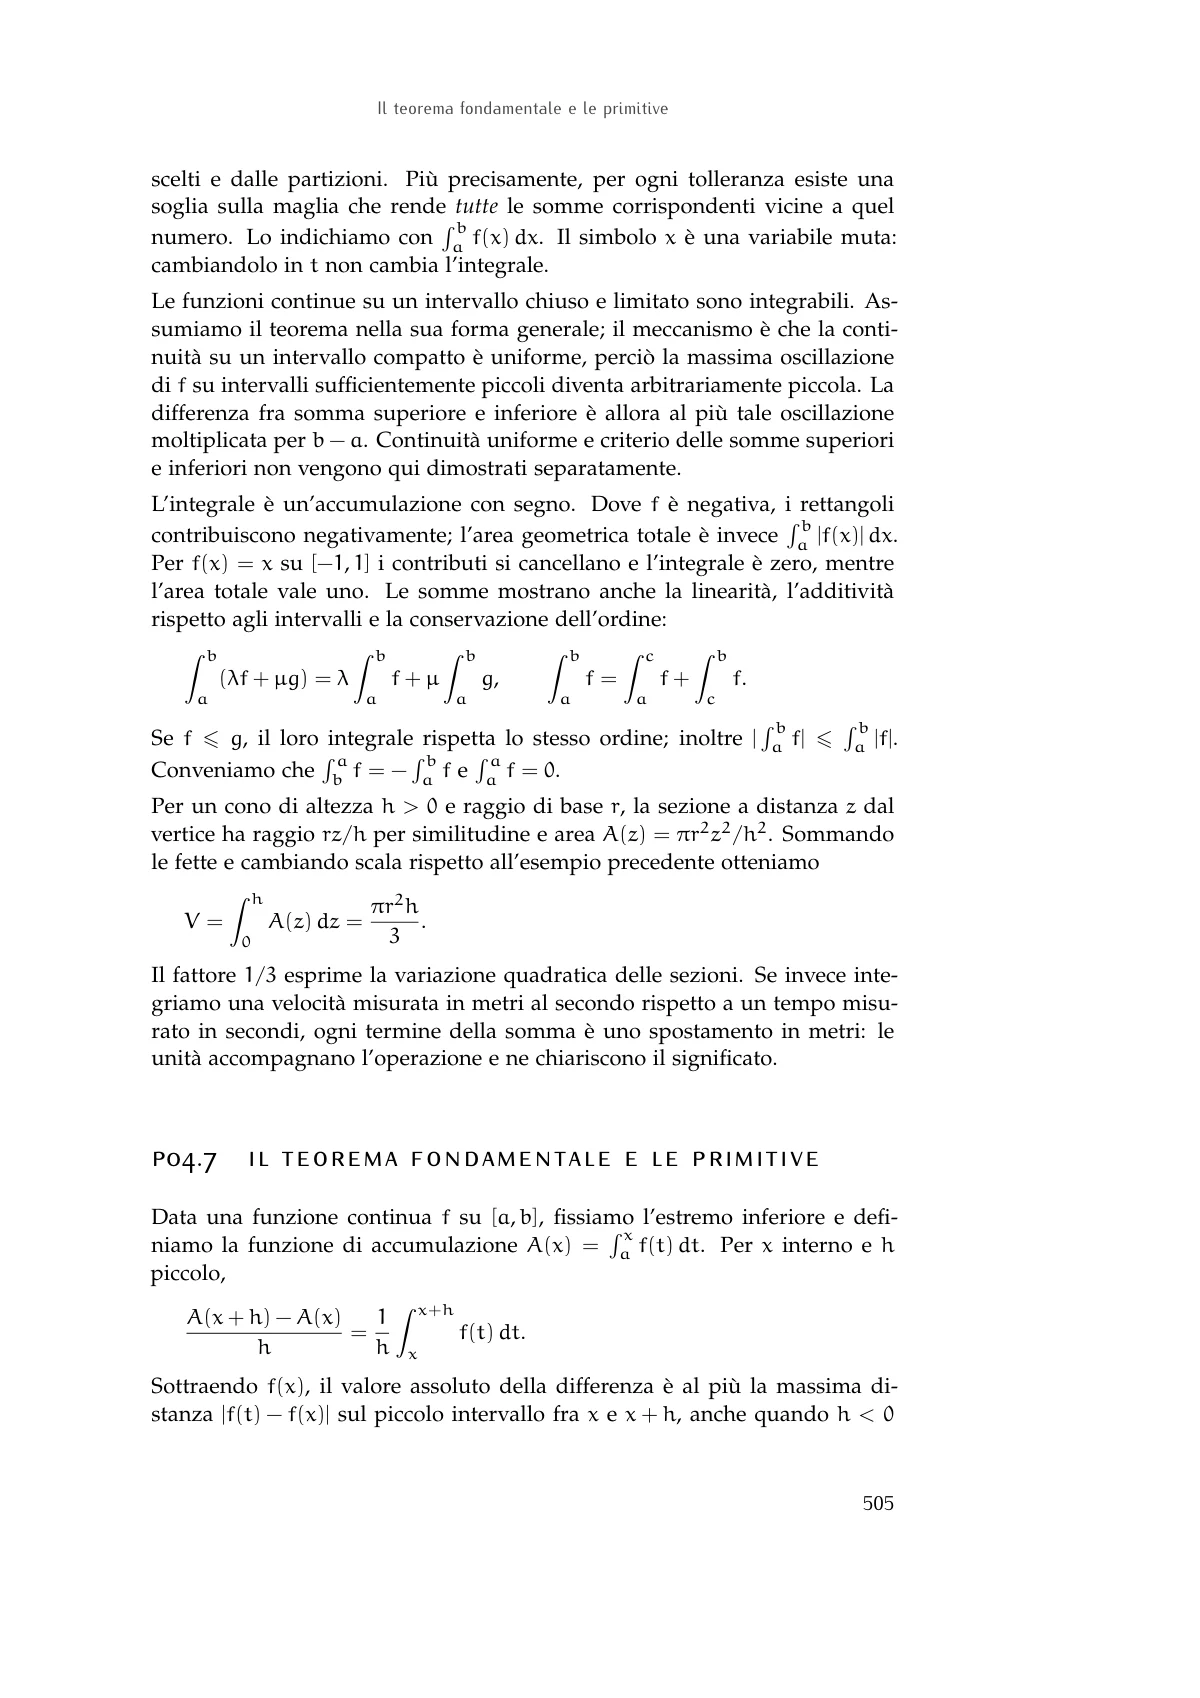 Il teorema fondamentale e le primitive
scelti e dalle partizioni. Più precisamente, per ogni tolleranza esiste una
soglia sulla maglia che rende tutte le somme corrispondenti vicine a quel
numero. Lo indichiamo con ∫_a^b f(x) dx. Il simbolo x è una variabile muta:
cambiandolo in t non cambia l'integrale.
Le funzioni continue su un intervallo chiuso e limitato sono integrabili. As-
sumiamo il teorema nella sua forma generale; il meccanismo è che la conti-
nuità su un intervallo compatto è uniforme, perciò la massima oscillazione
di f su intervalli sufficientemente piccoli diventa arbitrariamente piccola. La
differenza fra somma superiore e inferiore è allora al più tale oscillazione
moltiplicata per b − a. Continuità uniforme e criterio delle somme superiori
e inferiori non vengono qui dimostrati separatamente.
L'integrale è un'accumulazione con segno. Dove f è negativa, i rettangoli
contribuiscono negativamente; l'area geometrica totale è invece ∫_a^b |f(x)| dx.
Per f(x) = x su [−1, 1] i contributi si cancellano e l'integrale è zero, mentre
l'area totale vale uno. Le somme mostrano anche la linearità, l'additività
rispetto agli intervalli e la conservazione dell'ordine:
∫_a^b (λf + μg) = λ ∫_a^b f + μ ∫_a^b g, ∫_a^b f = ∫_a^c f + ∫_c^b f.
Se f ⩽ g, il loro integrale rispetta lo stesso ordine; inoltre |∫_a^b f| ⩽ ∫_a^b |f|.
Conveniamo che ∫_b^a f = − ∫_a^b f e ∫_a^a f = 0.
Per un cono di altezza h > 0 e raggio di base r, la sezione a distanza z dal
vertice ha raggio rz/h per similitudine e area A(z) = πr²z²/h². Sommando
le fette e cambiando scala rispetto all'esempio precedente otteniamo
V = ∫_0^h A(z) dz = πr²h/3.
Il fattore 1/3 esprime la variazione quadratica delle sezioni. Se invece inte-
griamo una velocità misurata in metri al secondo rispetto a un tempo misu-
rato in secondi, ogni termine della somma è uno spostamento in metri: le
unità accompagnano l'operazione e ne chiariscono il significato.
P04.7 IL TEOREMA FONDAMENTALE E LE PRIMITIVE
Data una funzione continua f su [a, b], fissiamo l'estremo inferiore e defi-
niamo la funzione di accumulazione A(x) = ∫_a^x f(t) dt. Per x interno e h
piccolo,
(A(x + h) − A(x))/h = 1/h ∫_x^{x+h} f(t) dt.
Sottraendo f(x), il valore assoluto della differenza è al più la massima di-
stanza |f(t) − f(x)| sul piccolo intervallo fra x e x + h, anche quando h < 0
505